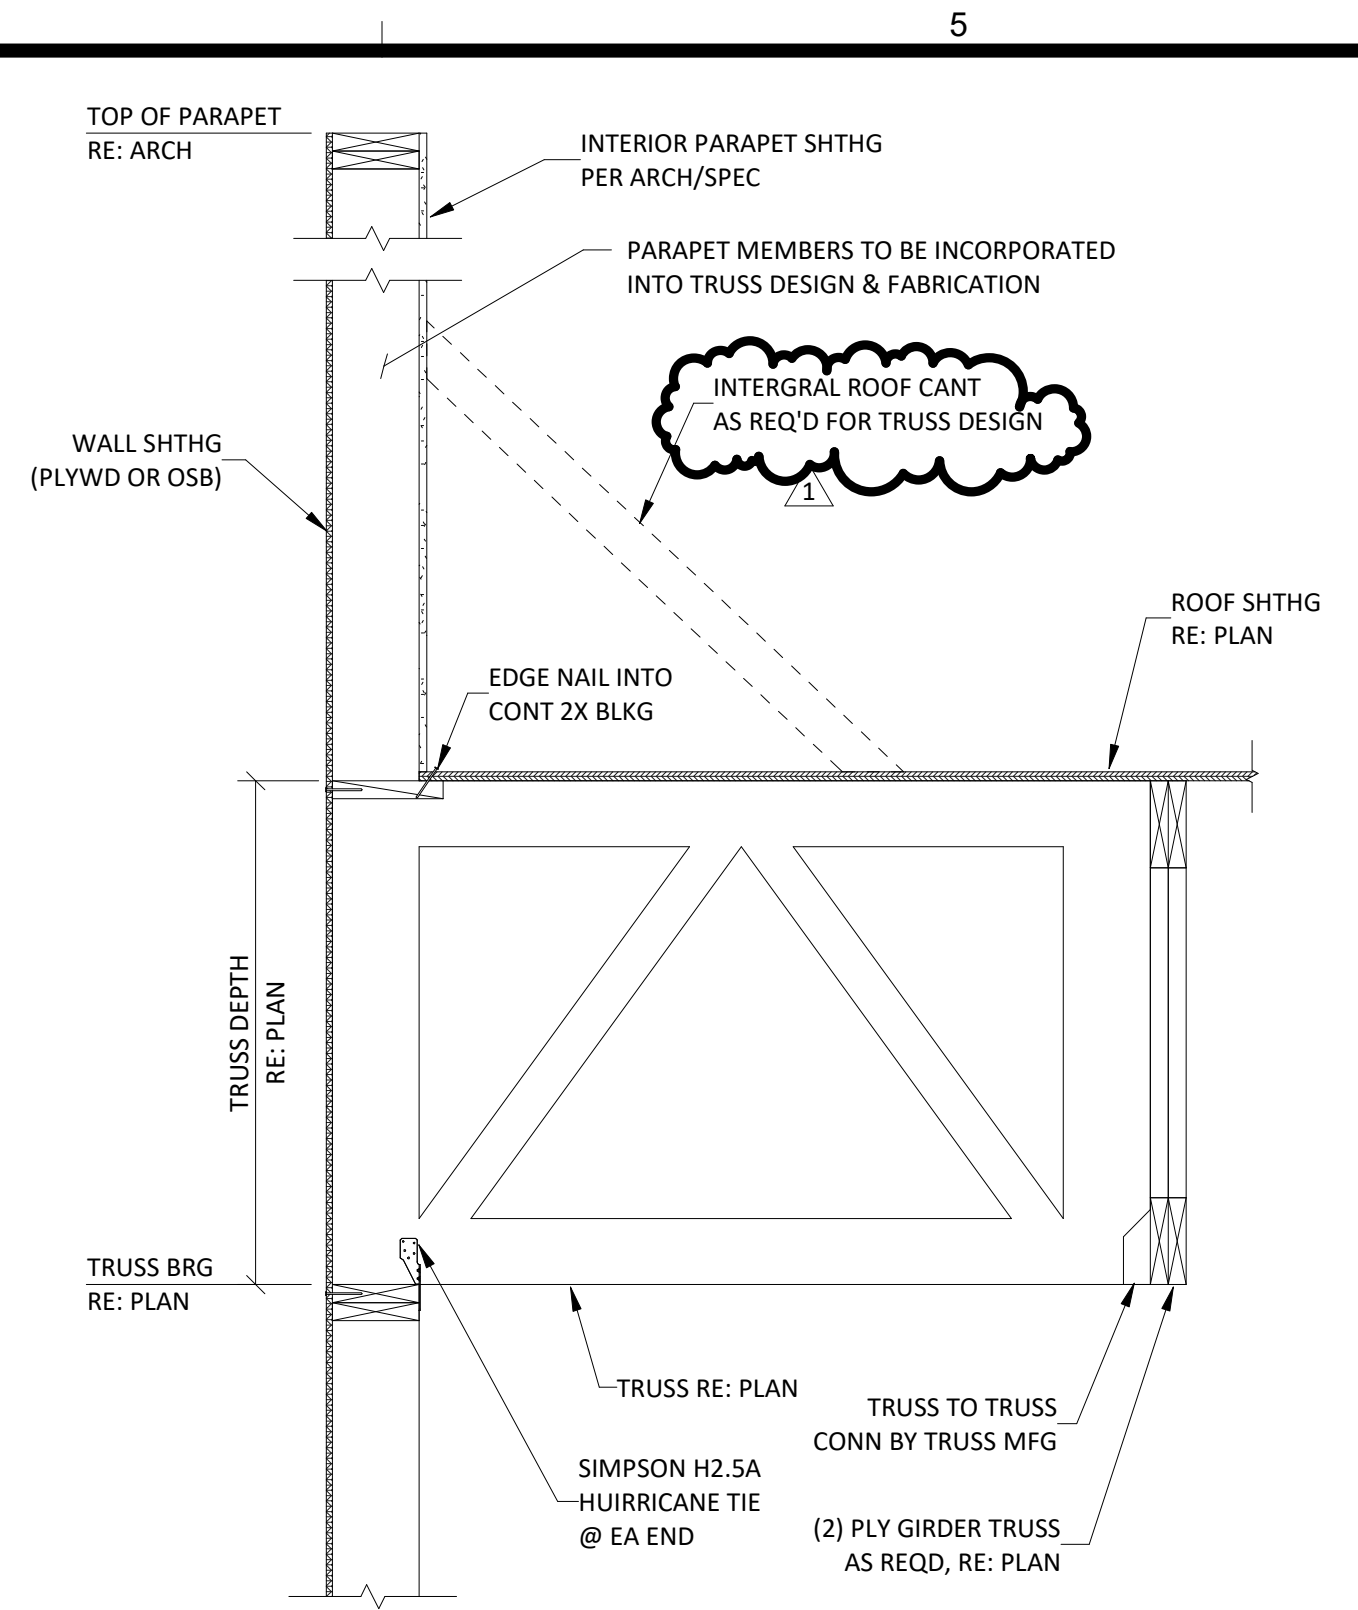 5
TOP OF PARAPET
RE: ARCH
INTERIOR PARAPET SHTHG
PER ARCH/SPEC
PARAPET MEMBERS TO BE INCORPORATED
INTO TRUSS DESIGN & FABRICATION
INTERGRAL ROOF CANT
AS REQ'D FOR TRUSS DESIGN
1
WALL SHTHG
(PLYWD OR OSB)
ROOF SHTHG
RE: PLAN
EDGE NAIL INTO
CONT 2X BLKG
TRUSS DEPTH
RE: PLAN
TRUSS BRG
RE: PLAN
TRUSS RE: PLAN
TRUSS TO TRUSS
CONN BY TRUSS MFG
SIMPSON H2.5A
HUIRRICANE TIE
@ EA END
(2) PLY GIRDER TRUSS
AS REQD, RE: PLAN